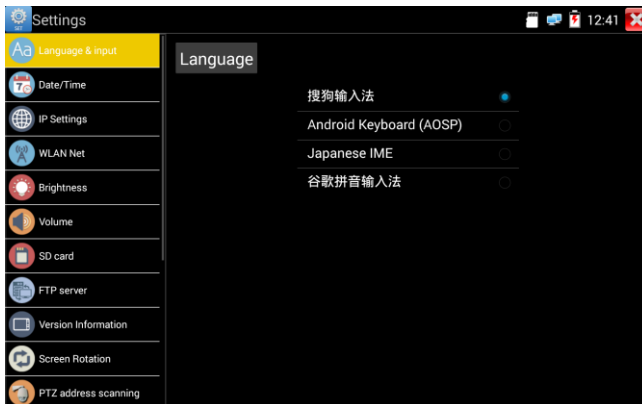 SET
Settings
12:41
Aa
Language & input
Language
Date/Time
搜狗输入法
IP Settings
Android Keyboard (AOSP)
WLAN Net
Japanese IME
Brightness
谷歌拼音输入法
Volume
SD card
FTP server
Version Information
Screen Rotation
PTZ address scanning